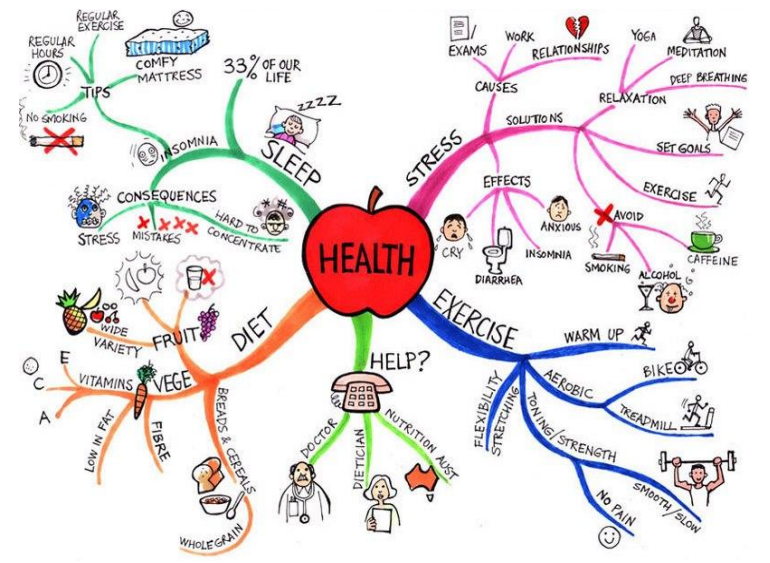 HEALTH
SLEEP
33% OF OUR
LIFE
ZZZZ
INSOMNIA
TIPS
REGULAR
EXERCISE
REGULAR
HOURS
COMFY
MATTRESS
NO SMOKING
CONSEQUENCES
STRESS
MISTAKES
HARD TO
CONCENTRATE
STRESS
CAUSES
EXAMS
WORK
RELATIONSHIPS
SOLUTIONS
RELAXATION
YOGA
MEDITATION
DEEP BREATHING
SET GOALS
EXERCISE
AVOID
SMOKING
ALCOHOL
CAFFEINE
EFFECTS
CRY
DIARRHEA
INSOMNIA
ANXIOUS
EXERCISE
WARM UP
AEROBIC
BIKE
TREADMILL
TONING/STRENGTH
SMOOTH/SLOW
NO PAIN
FLEXIBILITY
STRETCHING
HELP?
DOCTOR
DIETICIAN
NUTRITION AUST
DIET
FRUIT
WIDE
VARIETY
VEGE
VITAMINS
E
C
A
LOW IN FAT
FIBRE
BREADS & CEREALS
WHOLEGRAIN